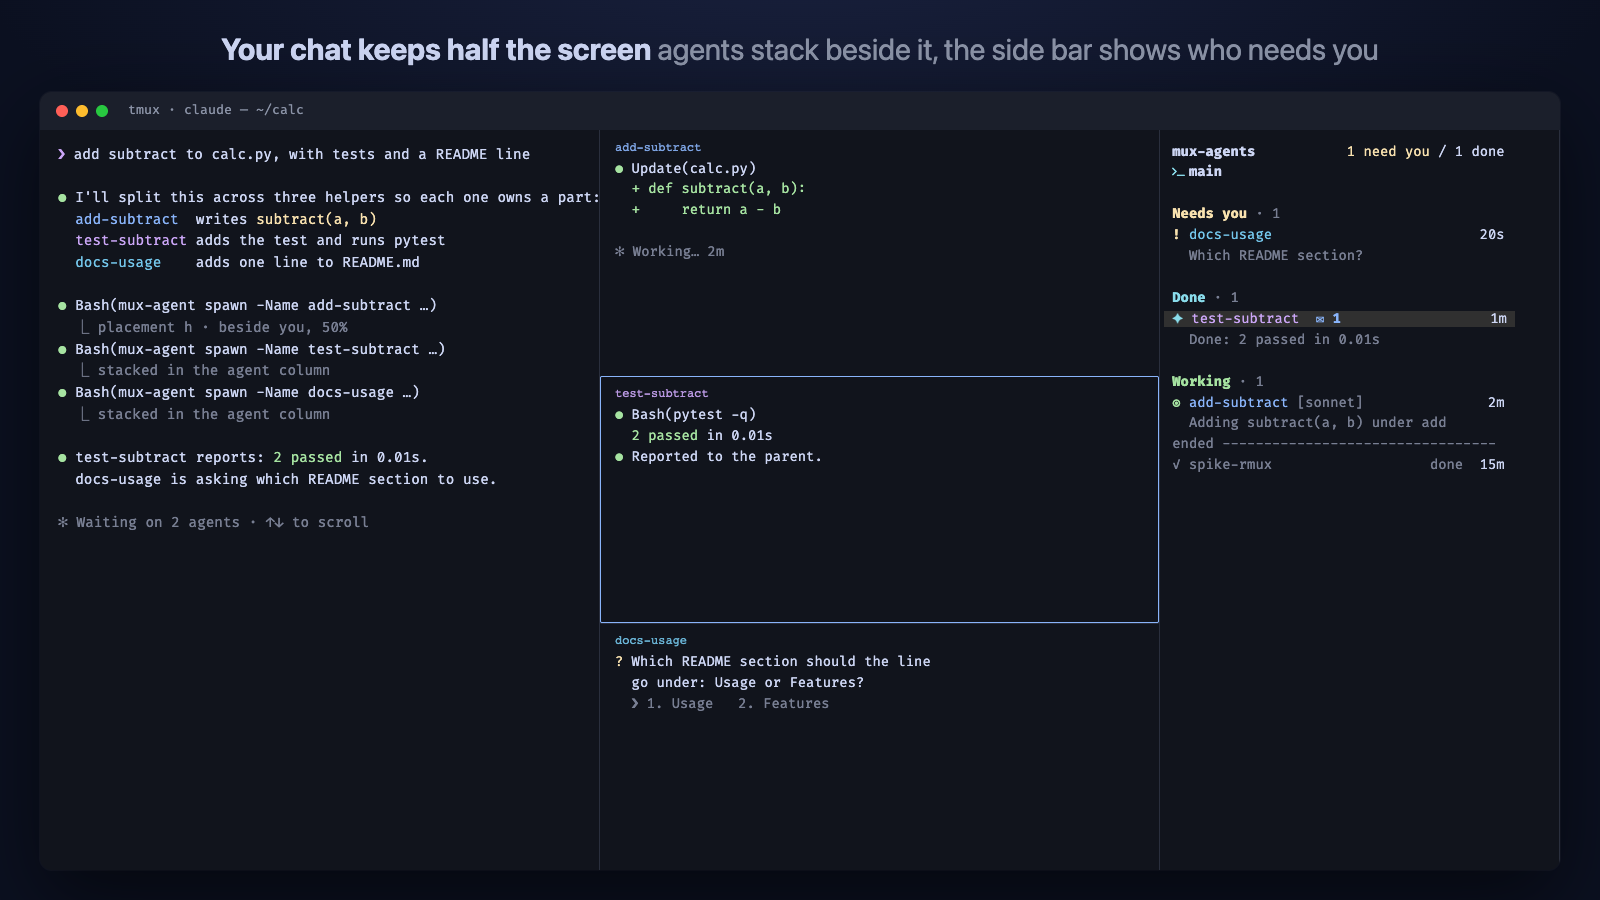 Your chat keeps half the screen agents stack beside it, the side bar shows who needs you
tmux · claude — ~/calc
❯ add subtract to calc.py, with tests and a README line
● I'll split this across three helpers so each one owns a part:
add-subtract writes subtract(a, b)
test-subtract adds the test and runs pytest
docs-usage adds one line to README.md
● Bash(mux-agent spawn -Name add-subtract …)
⎿ placement h · beside you, 50%
● Bash(mux-agent spawn -Name test-subtract …)
⎿ stacked in the agent column
● Bash(mux-agent spawn -Name docs-usage …)
⎿ stacked in the agent column
● test-subtract reports: 2 passed in 0.01s.
docs-usage is asking which README section to use.
✻ Waiting on 2 agents · ↑↓ to scroll
add-subtract
● Update(calc.py)
+ def subtract(a, b):
+     return a - b
✻ Working… 2m
test-subtract
● Bash(pytest -q)
2 passed in 0.01s
● Reported to the parent.
docs-usage
? Which README section should the line
go under: Usage or Features?
❯ 1. Usage 2. Features
mux-agents 1 need you / 1 done
>_ main
Needs you · 1
! docs-usage 20s
Which README section?
Done · 1
✦ test-subtract ✉ 1 1m
Done: 2 passed in 0.01s
Working · 1
◉ add-subtract [sonnet] 2m
Adding subtract(a, b) under add
ended ---------------------------------
√ spike-rmux done 15m